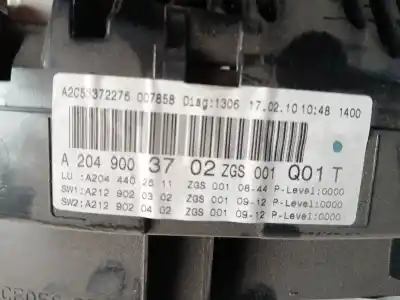 A2C53372276 007858 Diag:1306 17.02.10 10:48 1400
A 204 900 37 02 ZGS 001 Q01 T
LU :A204 440 26 11 ZGS 001 08-44 P-Level:0000
SW1:A212 902 03 02 ZGS 001 09-12 P-Level:0000
SW2:A212 902 04 02 ZGS 001 09-12 P-Level:0000